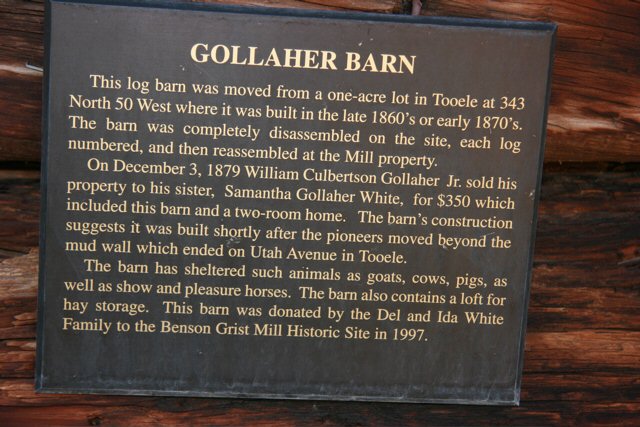 GOLLAHER BARN
This log barn was moved from a one-acre lot in Tooele at 343
North 50 West where it was built in the late 1860's or early 1870's.
The barn was completely disassembled on the site, each log
numbered, and then reassembled at the Mill property.
On December 3, 1879 William Culbertson Gollaher Jr. sold his
property to his sister, Samantha Gollaher White, for $350 which
included this barn and a two-room home. The barn's construction
suggests it was built shortly after the pioneers moved beyond the
mud wall which ended on Utah Avenue in Tooele.
The barn has sheltered such animals as goats, cows, pigs, as
well as show and pleasure horses. The barn also contains a loft for
hay storage. This barn was donated by the Del and Ida White
Family to the Benson Grist Mill Historic Site in 1997.